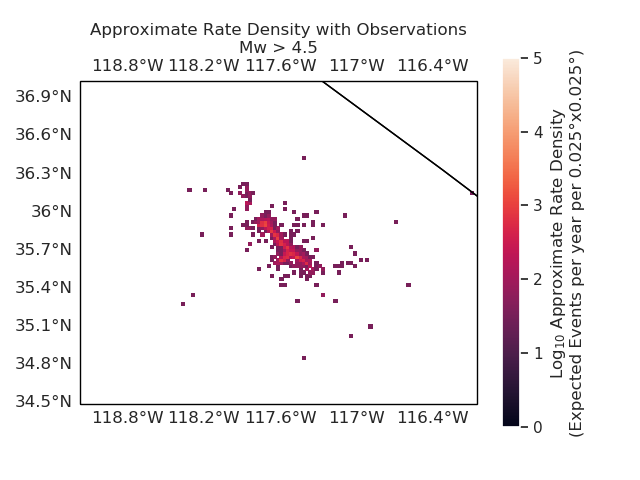 Approximate Rate Density with Observations
Mw > 4.5
118.8°W 118.2°W 117.6°W 117°W 116.4°W
36.9°N
36.6°N
36.3°N
36°N
35.7°N
35.4°N
35.1°N
34.8°N
34.5°N
118.8°W 118.2°W 117.6°W 117°W 116.4°W
5
4
3
2
1
0
Log₁₀ Approximate Rate Density
(Expected Events per year per 0.025°x0.025°)